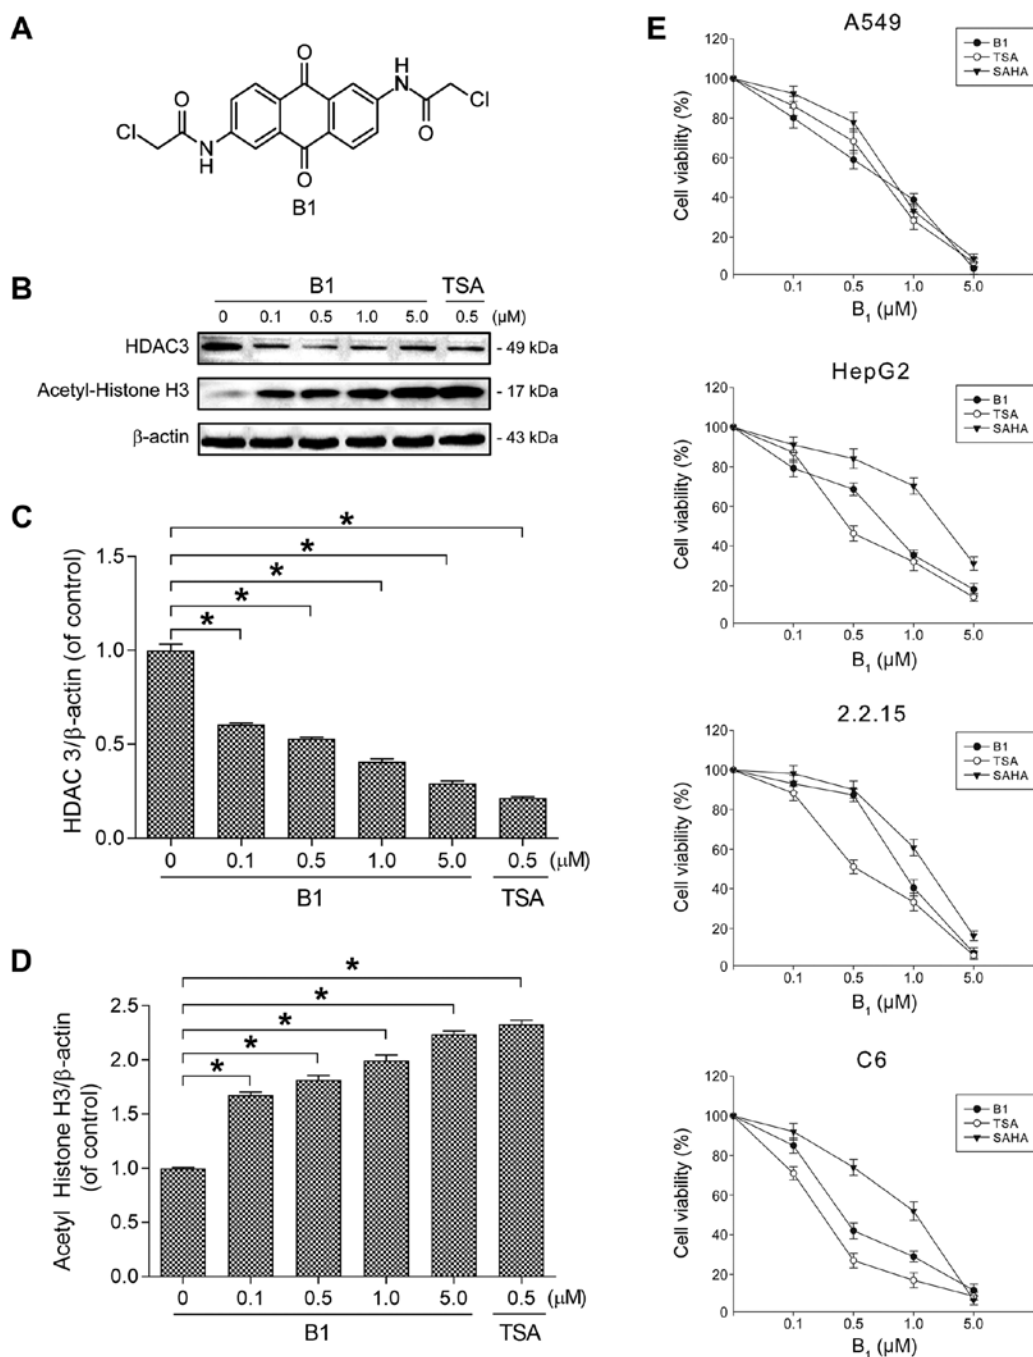 A
O
O
H
N
Cl
O
O
Cl
N
H
O
B1
B
B1 TSA
0 0.1 0.5 1.0 5.0 0.5 (μM)
HDAC3 - 49 kDa
Acetyl-Histone H3 - 17 kDa
β-actin - 43 kDa
C
HDAC 3/β-actin (of control)
1.5
1.0
0.5
0.0
* * * * *
0 0.1 0.5 1.0 5.0 0.5 (μM)
B1 TSA
D
Acetyl Histone H3/β-actin
(of control)
2.5
2.0
1.5
1.0
0.5
0.0
* * * * *
0 0.1 0.5 1.0 5.0 0.5 (μM)
B1 TSA
E
A549
B1
TSA
SAHA
Cell viability (%)
120
100
80
60
40
20
0
0.1 0.5 1.0 5.0
B1 (μM)
HepG2
B1
TSA
SAHA
Cell viability (%)
120
100
80
60
40
20
0
0.1 0.5 1.0 5.0
B1 (μM)
2.2.15
B1
TSA
SAHA
Cell viability (%)
120
100
80
60
40
20
0
0.1 0.5 1.0 5.0
B1 (μM)
C6
B1
TSA
SAHA
Cell viability (%)
120
100
80
60
40
20
0
0.1 0.5 1.0 5.0
B1 (μM)